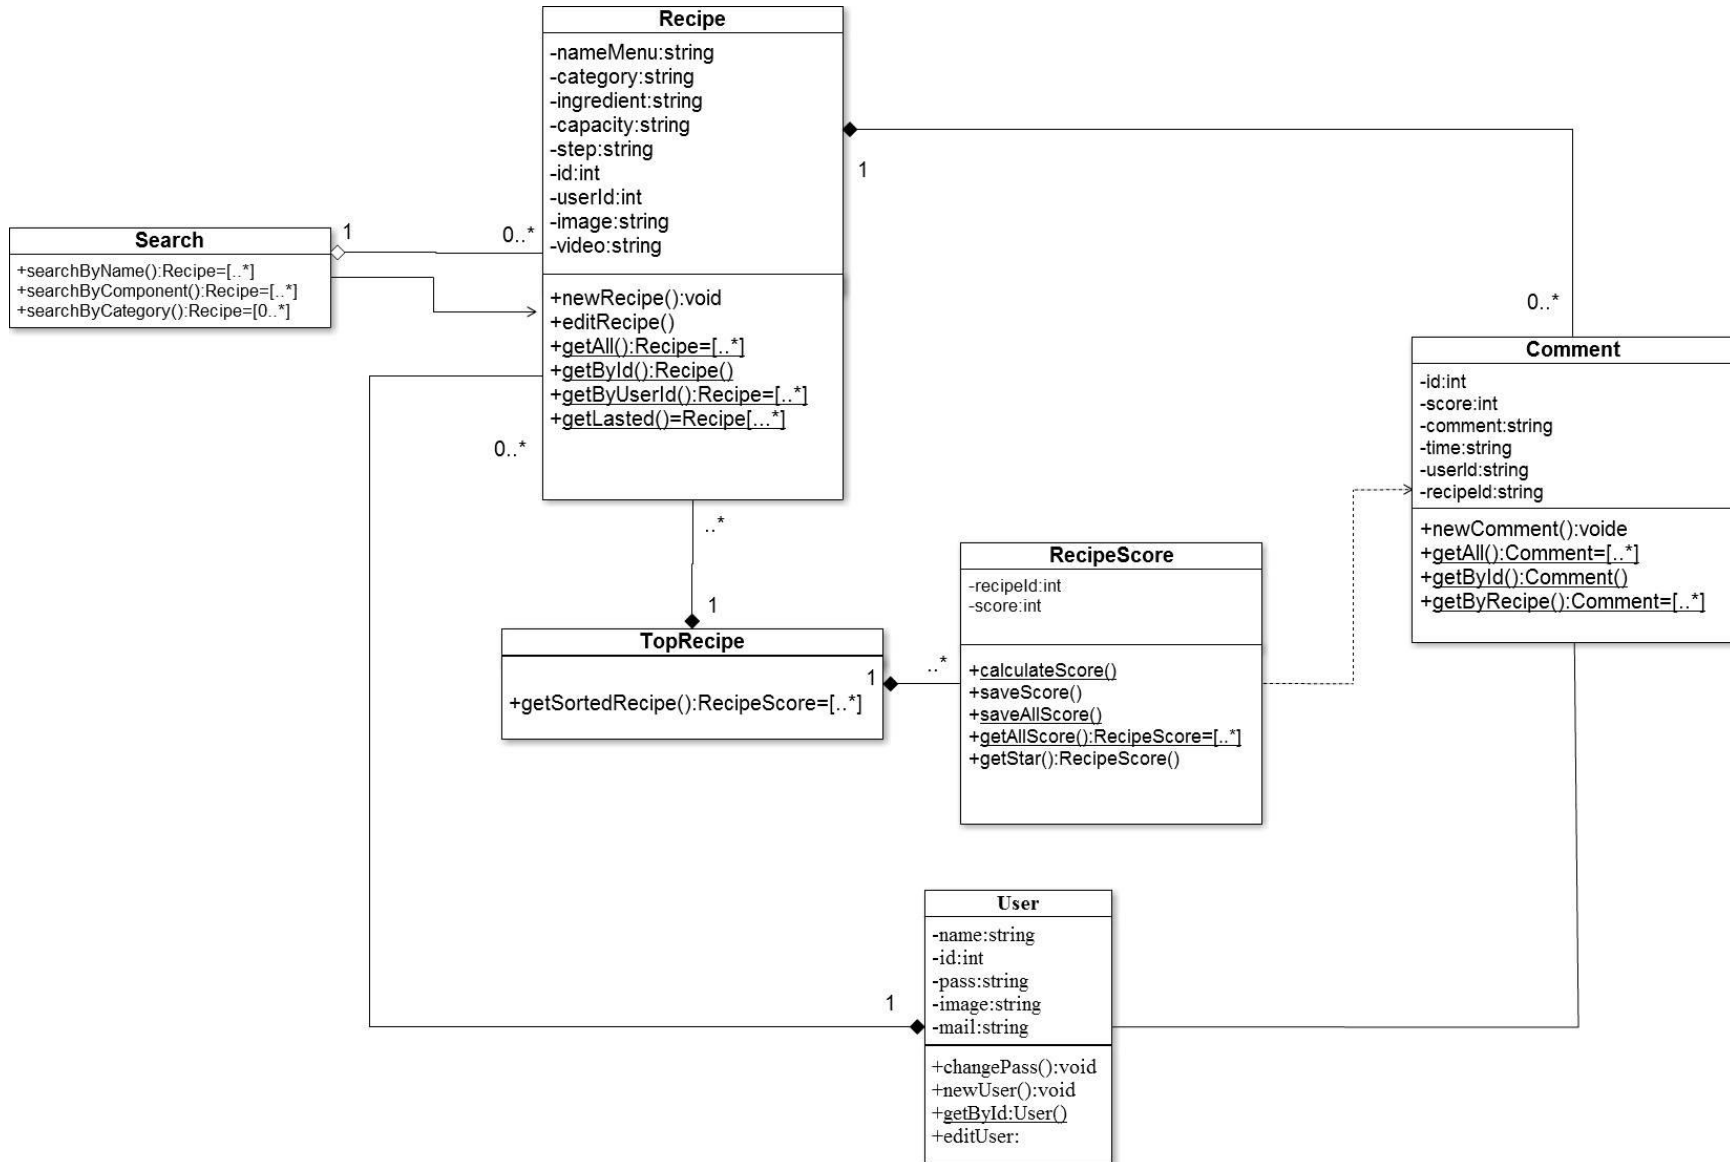 Recipe
-nameMenu:string
-category:string
-ingredient:string
-capacity:string
-step:string
-id:int
-userId:int
-image:string
-video:string
+newRecipe():void
+editRecipe()
+getAll():Recipe=[..*]
+getById():Recipe()
+getByUserId():Recipe=[..*]
+getLasted()=Recipe[...*]
1
0..*
Search
+searchByName():Recipe=[..*]
+searchByComponent():Recipe=[..*]
+searchByCategory():Recipe=[0..*]
1
0..*
0..*
Comment
-id:int
-score:int
-comment:string
-time:string
-userId:string
-recipeId:string
+newComment():voide
+getAll():Comment=[..*]
+getById():Comment()
+getByRecipe():Comment=[..*]
..*
1
TopRecipe
+getSortedRecipe():RecipeScore=[..*]
1
..*
RecipeScore
-recipeId:int
-score:int
+calculateScore()
+saveScore()
+saveAllScore()
+getAllScore():RecipeScore=[..*]
+getStar():RecipeScore()
1
User
-name:string
-id:int
-pass:string
-image:string
-mail:string
+changePass():void
+newUser():void
+getById:User()
+editUser: